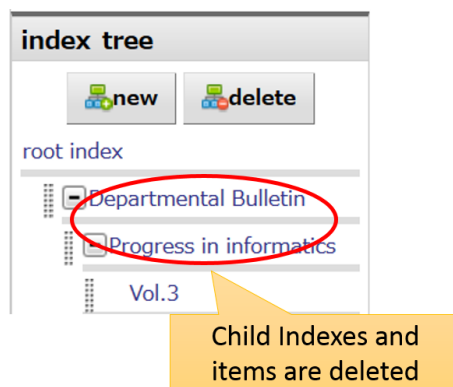 index tree
new delete
root index
Departmental Bulletin
Progress in informatics
Vol.3
Child Indexes and
items are deleted